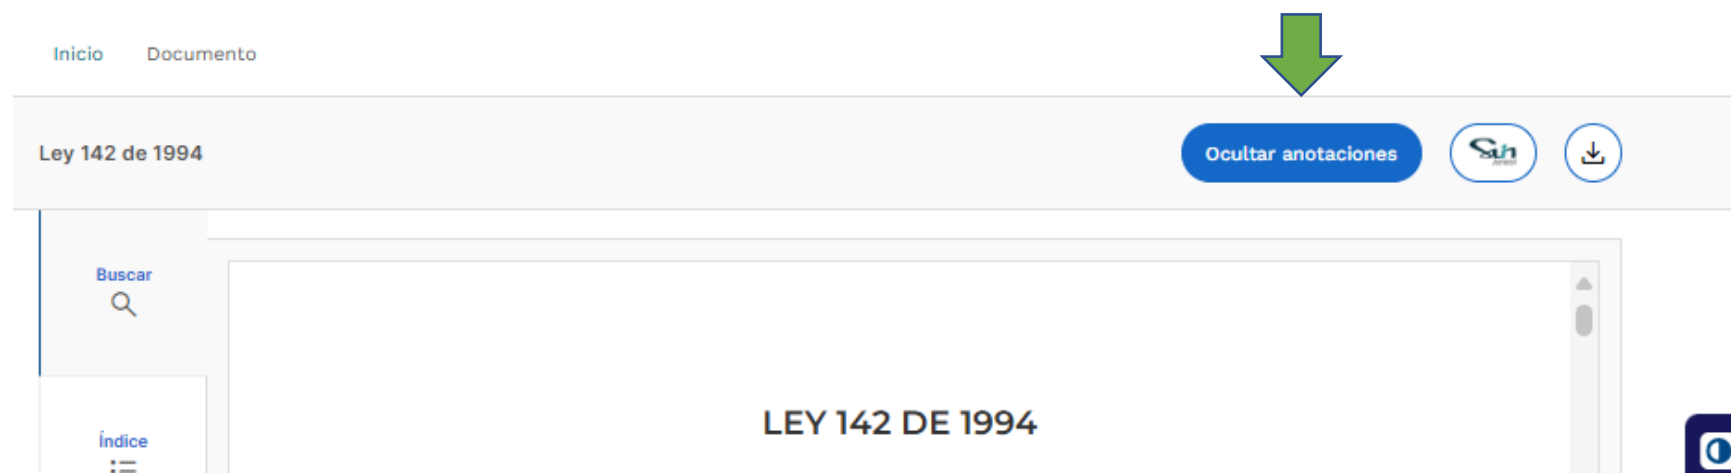 Inicio Documento
Ley 142 de 1994
Ocultar anotaciones
Buscar
LEY 142 DE 1994
Índice